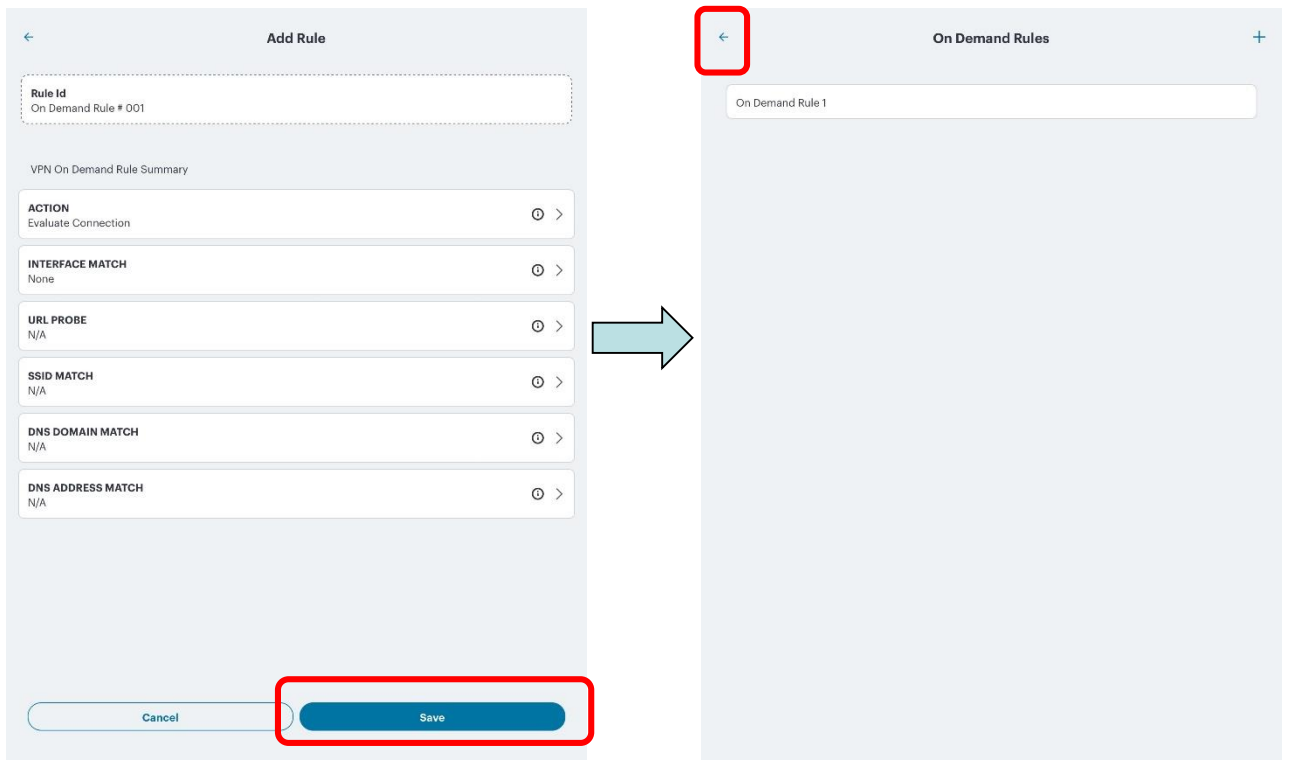 Add Rule
Rule Id
On Demand Rule # 001
VPN On Demand Rule Summary
ACTION
Evaluate Connection
INTERFACE MATCH
None
URL PROBE
N/A
SSID MATCH
N/A
DNS DOMAIN MATCH
N/A
DNS ADDRESS MATCH
N/A
Cancel
Save
On Demand Rules
On Demand Rule 1